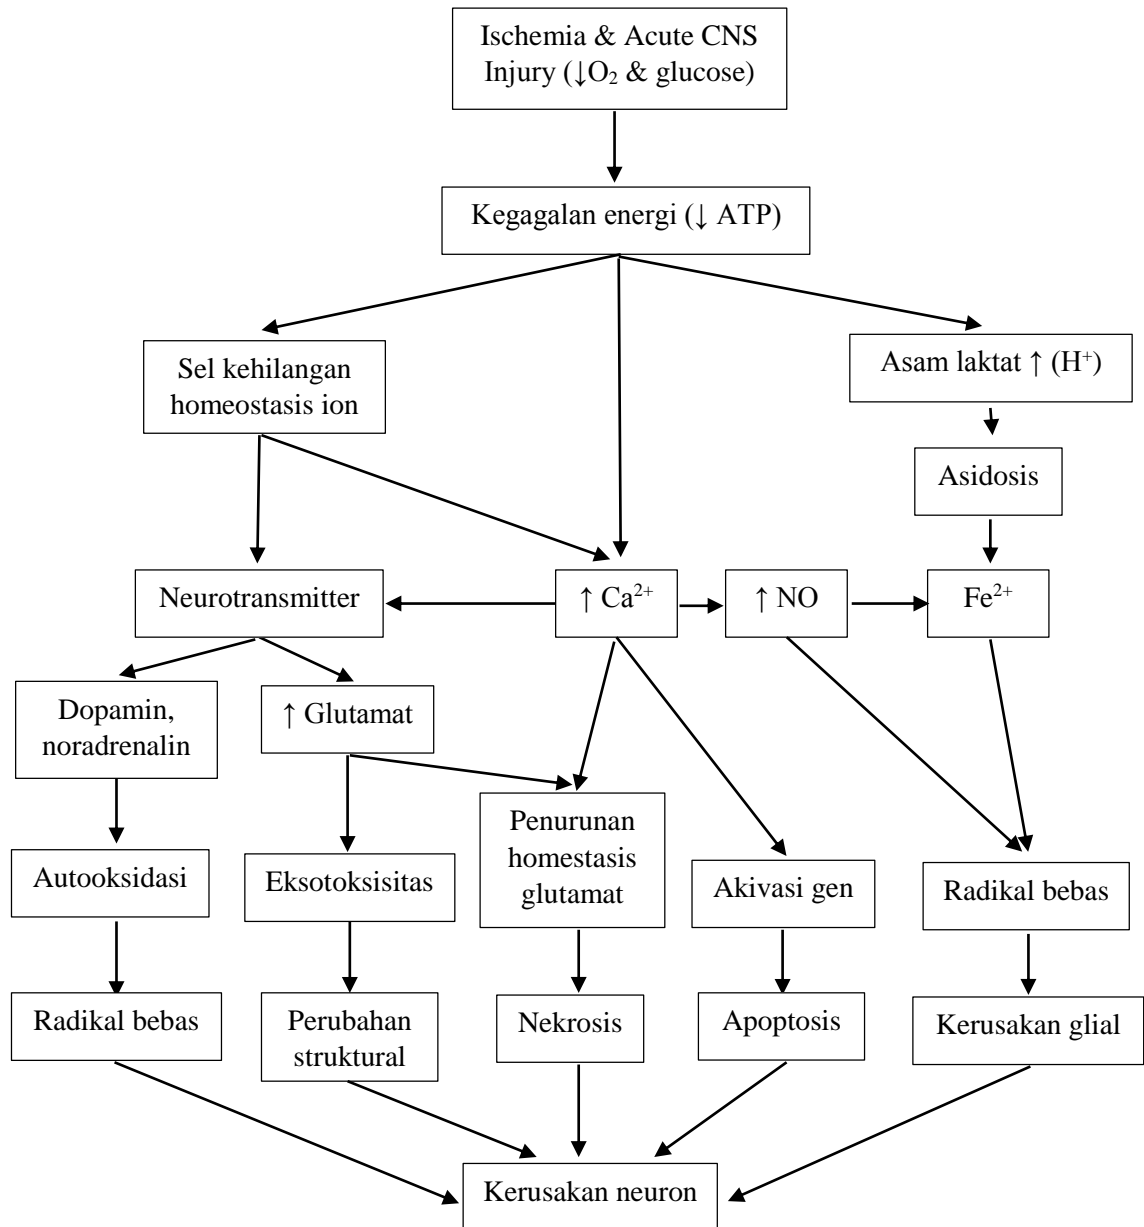 Ischemia & Acute CNS
Injury (↓O₂ & glucose)
Kegagalan energi (↓ ATP)
Sel kehilangan
homeostasis ion
Asam laktat ↑ (H⁺)
Asidosis
Neurotransmitter
↑ Ca²⁺
↑ NO
Fe²⁺
Dopamin,
noradrenalin
↑ Glutamat
Autooksidasi
Eksotoksisitas
Penurunan
homestasis
glutamat
Akivasi gen
Radikal bebas
Radikal bebas
Perubahan
struktural
Nekrosis
Apoptosis
Kerusakan glial
Kerusakan neuron